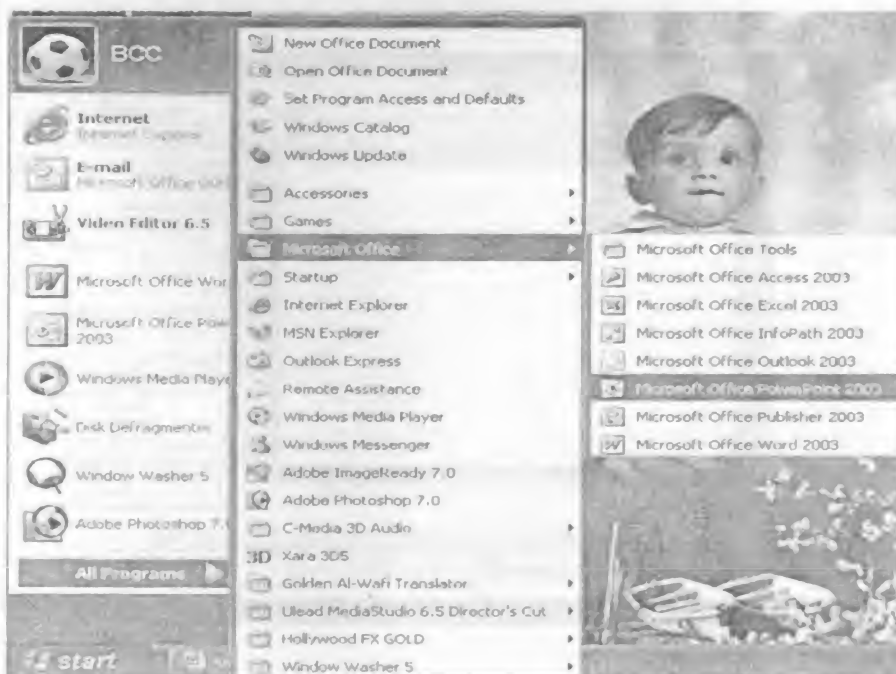 BCC
Internet
Internet Explorer
E-mail
Microsoft Office
Video Editor 6.5
Microsoft Office Wor
Microsoft Office Pow
2003
Windows Media Playe
Disk Defragmenter
Window Washer 5
Adobe Photoshop 7.
All Programs
start
New Office Document
Open Office Document
Set Program Access and Defaults
Windows Catalog
Windows Update
Accessories
Games
Microsoft Office
Startup
Internet Explorer
MSN Explorer
Outlook Express
Remote Assistance
Windows Media Player
Windows Messenger
Adobe ImageReady 7.0
Adobe Photoshop 7.0
C-Media 3D Audio
3D Xara 3D5
Golden Al-Wafi Translator
Ulead MediaStudio 6.5 Director's Cut
Hollywood FX GOLD
Window Washer 5
Microsoft Office Tools
Microsoft Office Access 2003
Microsoft Office Excel 2003
Microsoft Office InfoPath 2003
Microsoft Office Outlook 2003
Microsoft Office PowerPoint 2003
Microsoft Office Publisher 2003
Microsoft Office Word 2003